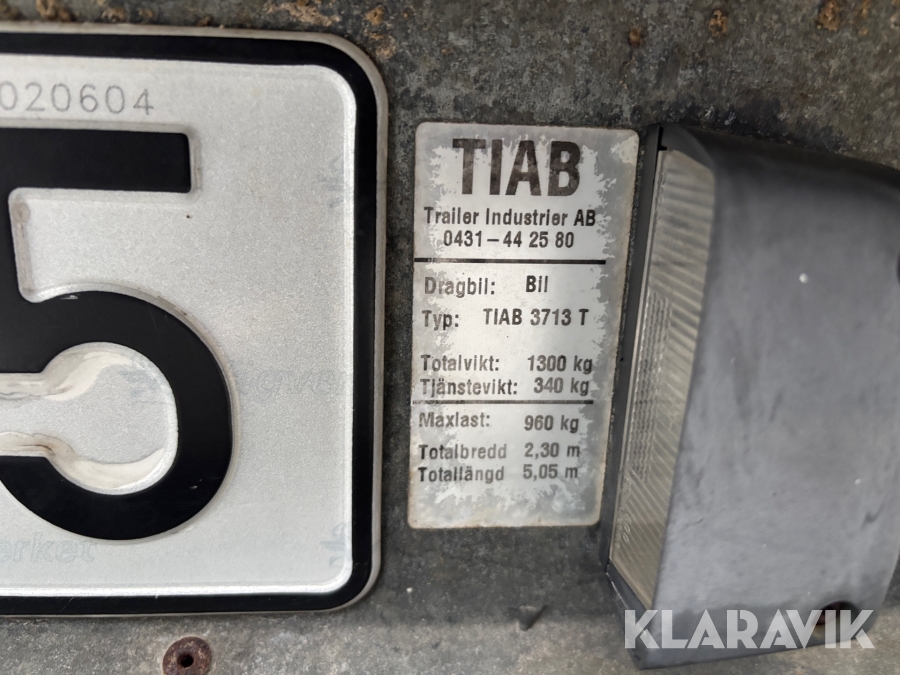 020604
5
TIAB
Trailer Industrier AB
0431-44 25 80
Dragbil: Bil
Typ: TIAB 3713 T
Totalvikt: 1300 kg
Tjänstevikt: 340 kg
Maxlast: 960 kg
Totalbredd 2,30 m
Totallängd 5,05 m
KLARAVIK